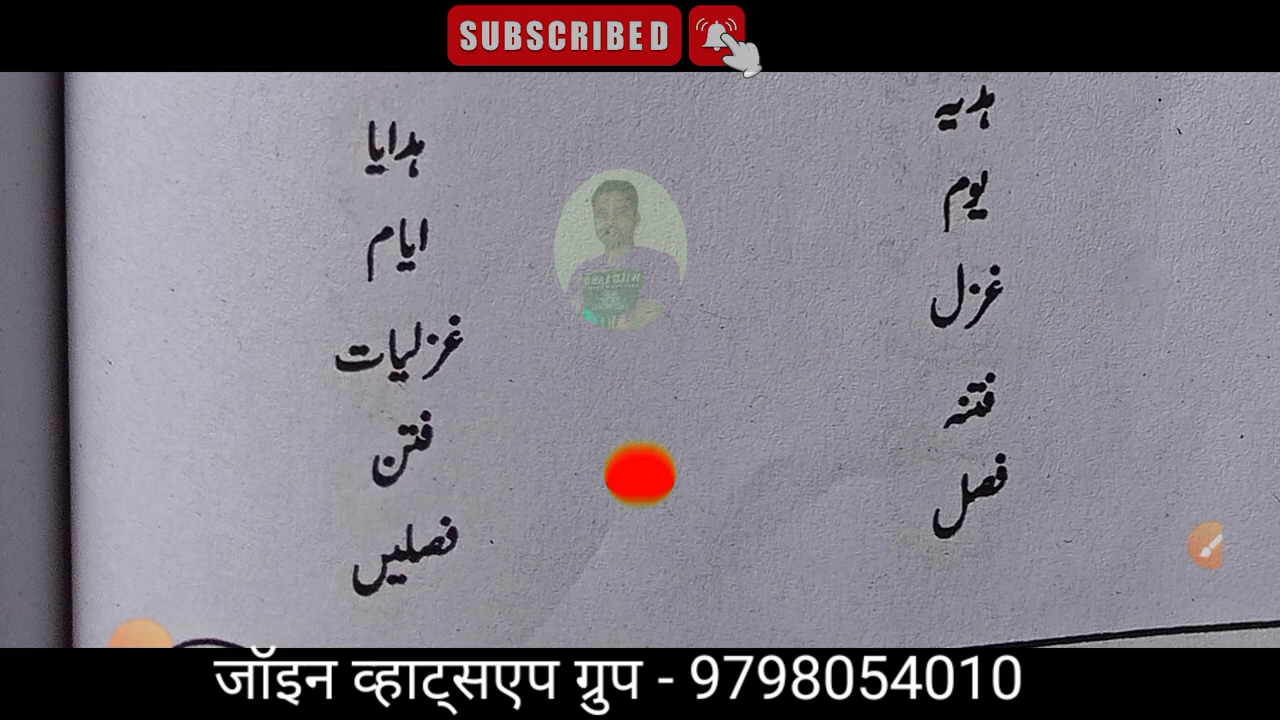 SUBSCRIBED
ہدیہ ہدایا
یوم ایام
غزل غزلیات
فتنہ فتن
فصل فصلیں
जॉइन व्हाट्सएप ग्रुप - 9798054010